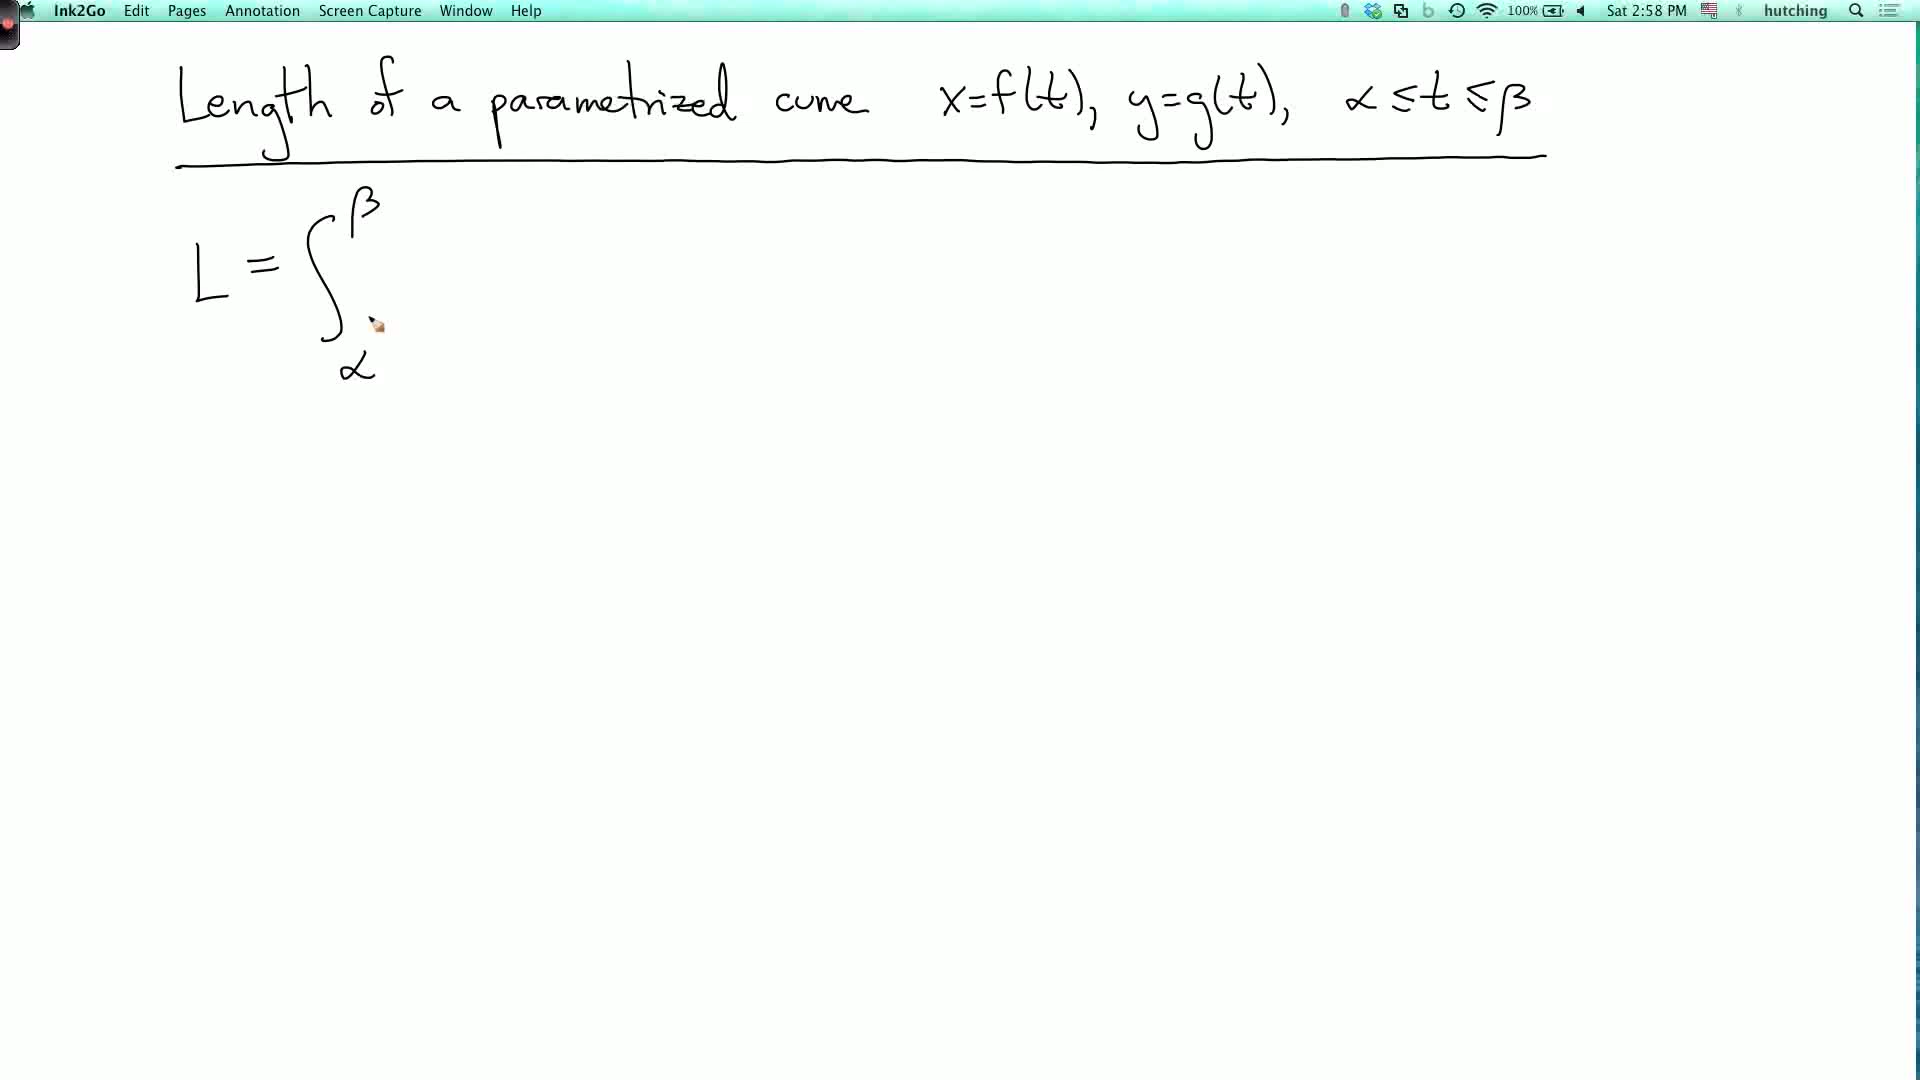 Ink2Go Edit Pages Annotation Screen Capture Window Help 100% Sat 2:58 PM hutching
Length of a parametrized curve x=f(t), y=g(t), α≤t≤β
L = ∫_α^β